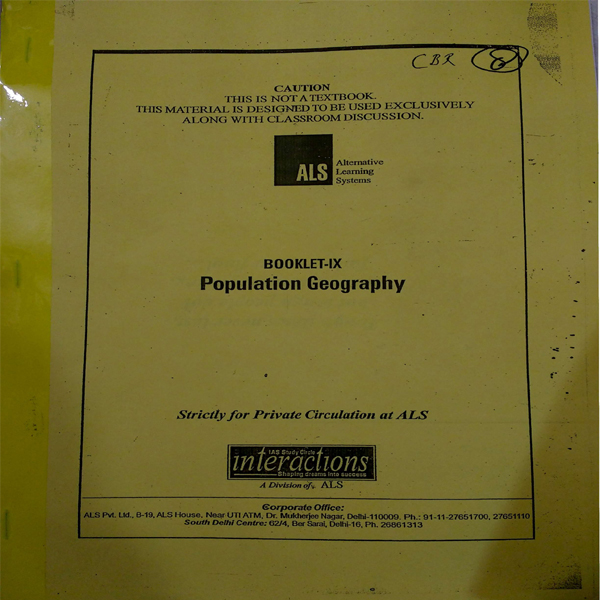 CBR 8
CAUTION
THIS IS NOT A TEXTBOOK.
THIS MATERIAL IS DESIGNED TO BE USED EXCLUSIVELY
ALONG WITH CLASSROOM DISCUSSION.
ALS
Alternative
Learning
Systems
BOOKLET-IX
Population Geography
Strictly for Private Circulation at ALS
IAS Study Circle
interactions
Shaping dreams into success
A Division of, ALS
Corporate Office:
ALS Pvt. Ltd., B-19, ALS House, Near UTI ATM, Dr. Mukherjee Nagar, Delhi-110009. Ph.: 91-11-27651700, 27651110
South Delhi Centre: 62/4, Ber Sarai, Delhi-16, Ph. 26861313